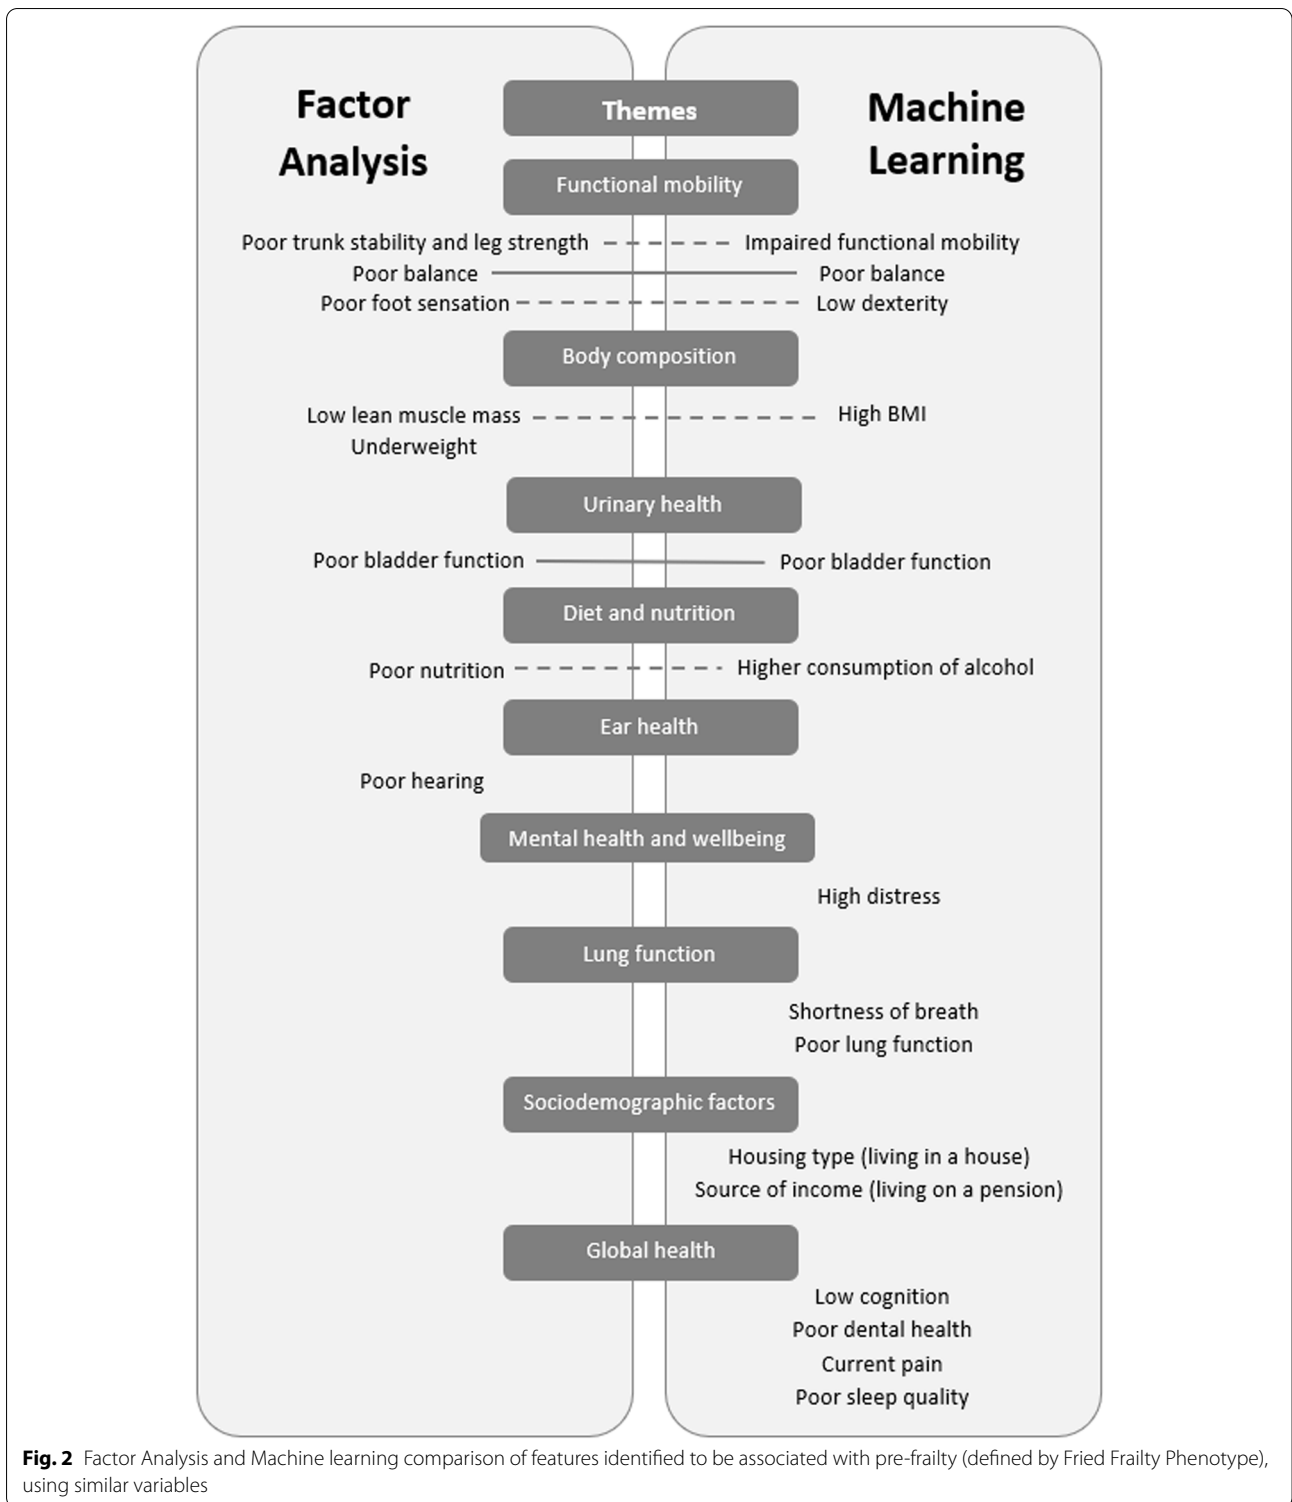 Factor
Analysis
Themes
Machine
Learning
Functional mobility
Poor trunk stability and leg strength
Impaired functional mobility
Poor balance
Poor balance
Poor foot sensation
Low dexterity
Body composition
Low lean muscle mass
High BMI
Underweight
Urinary health
Poor bladder function
Poor bladder function
Diet and nutrition
Poor nutrition
Higher consumption of alcohol
Ear health
Poor hearing
Mental health and wellbeing
High distress
Lung function
Shortness of breath
Poor lung function
Sociodemographic factors
Housing type (living in a house)
Source of income (living on a pension)
Global health
Low cognition
Poor dental health
Current pain
Poor sleep quality
Fig. 2 Factor Analysis and Machine learning comparison of features identified to be associated with pre-frailty (defined by Fried Frailty Phenotype),
using similar variables